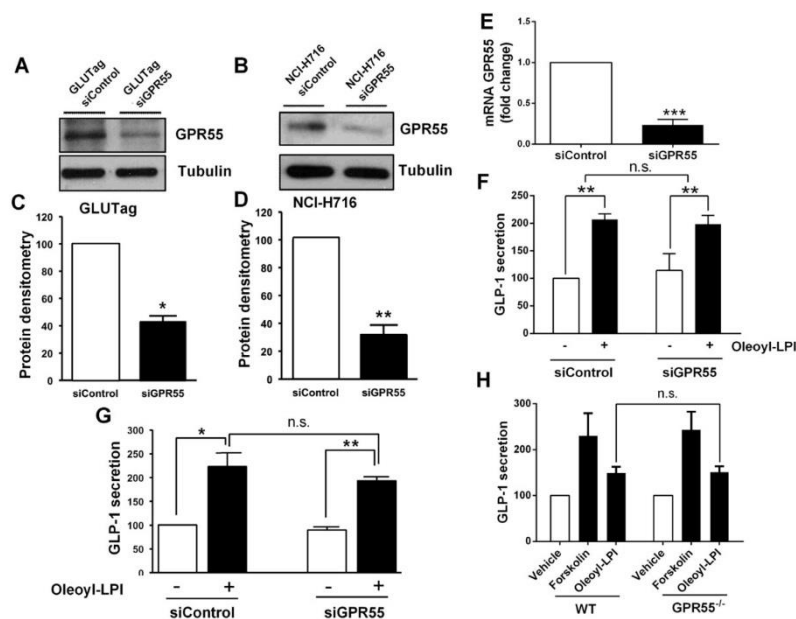 A
GLUTag
siControl
GLUTag
siGPR55
GPR55
Tubulin
B
NCI-H716
siControl
NCI-H716
siGPR55
GPR55
Tubulin
C
GLUTag
Protein densitometry
120
100
80
60
40
20
0
*
siControl
siGPR55
D
NCI-H716
Protein densitometry
120
100
80
60
40
20
0
**
siControl
siGPR55
E
mRNA GPR55
(fold change)
1.5
1.0
0.5
0.0
***
siControl
siGPR55
F
n.s.
GLP-1 secretion
250
200
150
100
50
0
**
**
- + - + Oleoyl-LPI
siControl
siGPR55
G
n.s.
GLP-1 secretion
300
250
200
150
100
50
0
*
**
Oleoyl-LPI - + - +
siControl
siGPR55
H
n.s.
GLP-1 secretion
300
200
100
0
Vehicle
Forskolin
Oleoyl-LPI
Vehicle
Forskolin
Oleoyl-LPI
WT
GPR55-/-